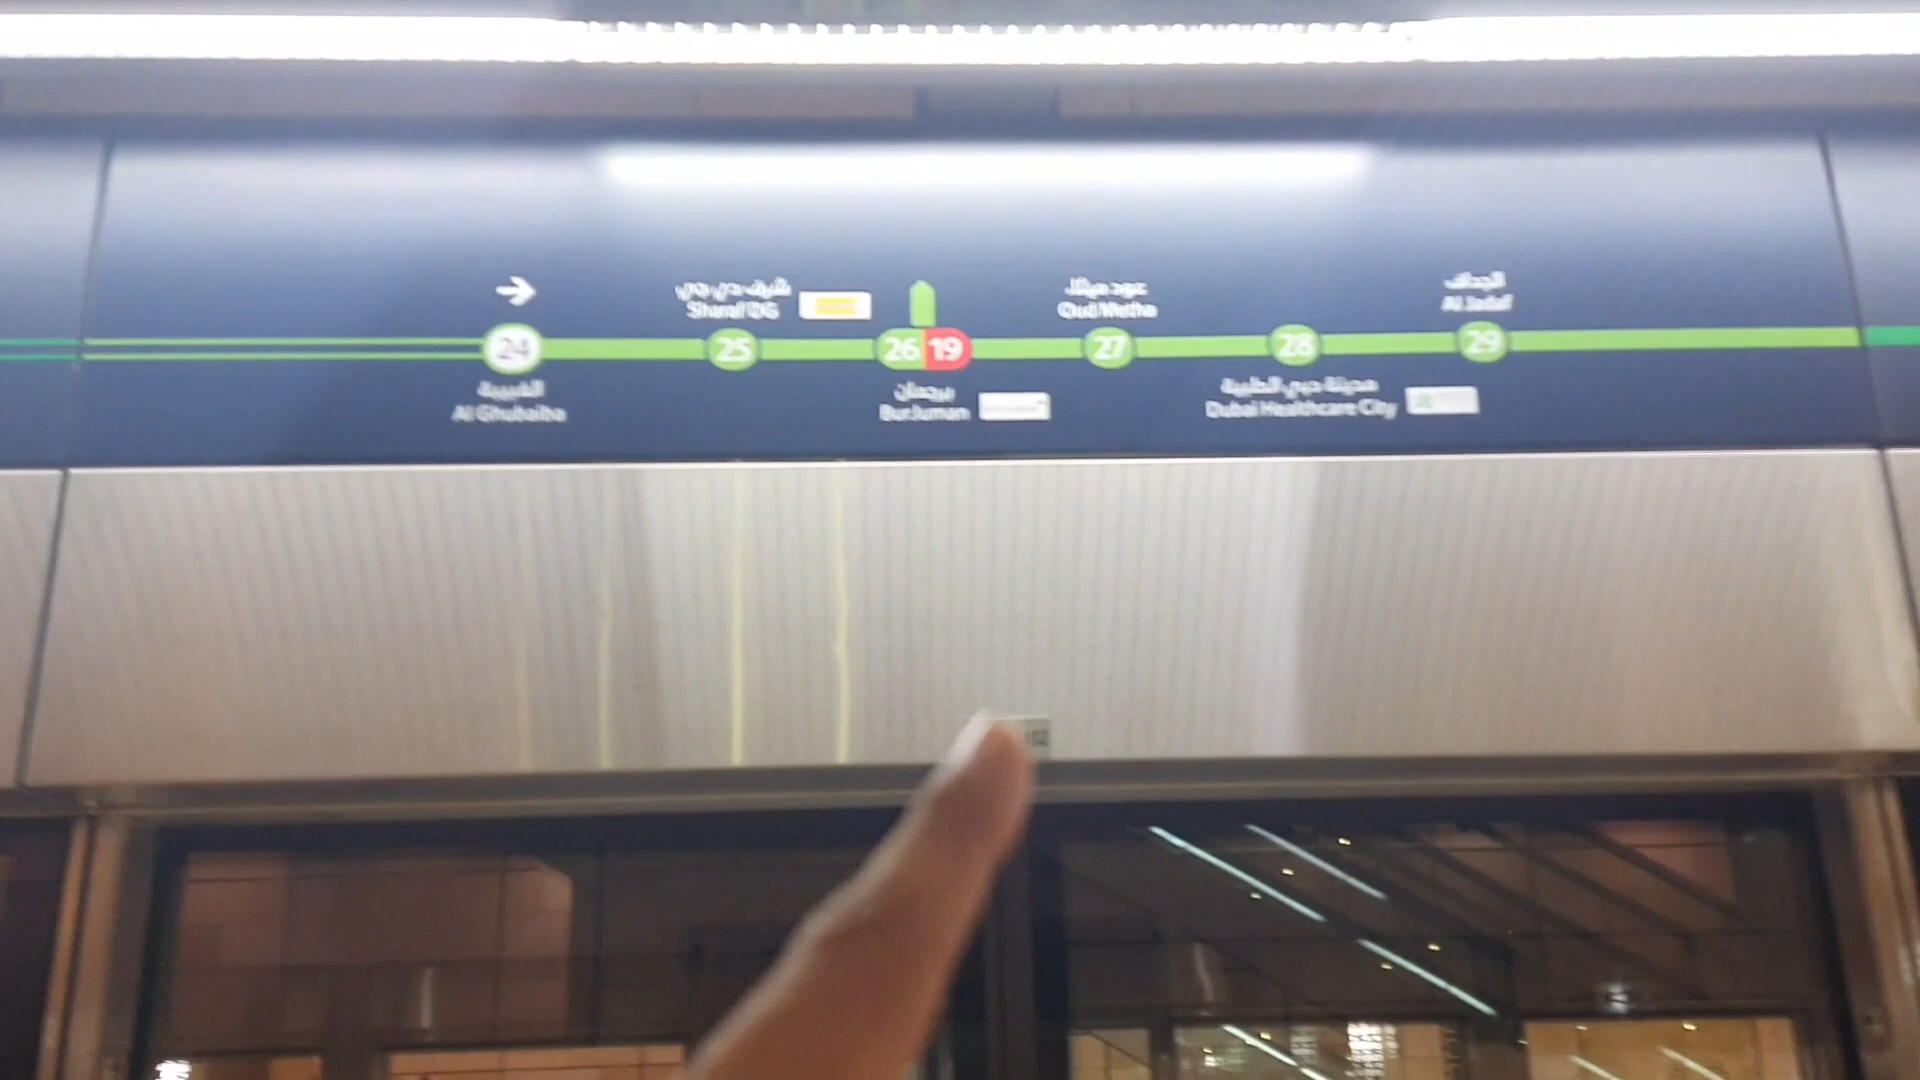 →
شرف دي جي
Sharaf DG
عود ميثاء
Oud Metha
الجداف
Al Jadaf
24
25
26 19
27
28
29
الغبيبة
Al Ghubaiba
برجمان
BurJuman
مدينة دبي الطبية
Dubai Healthcare City